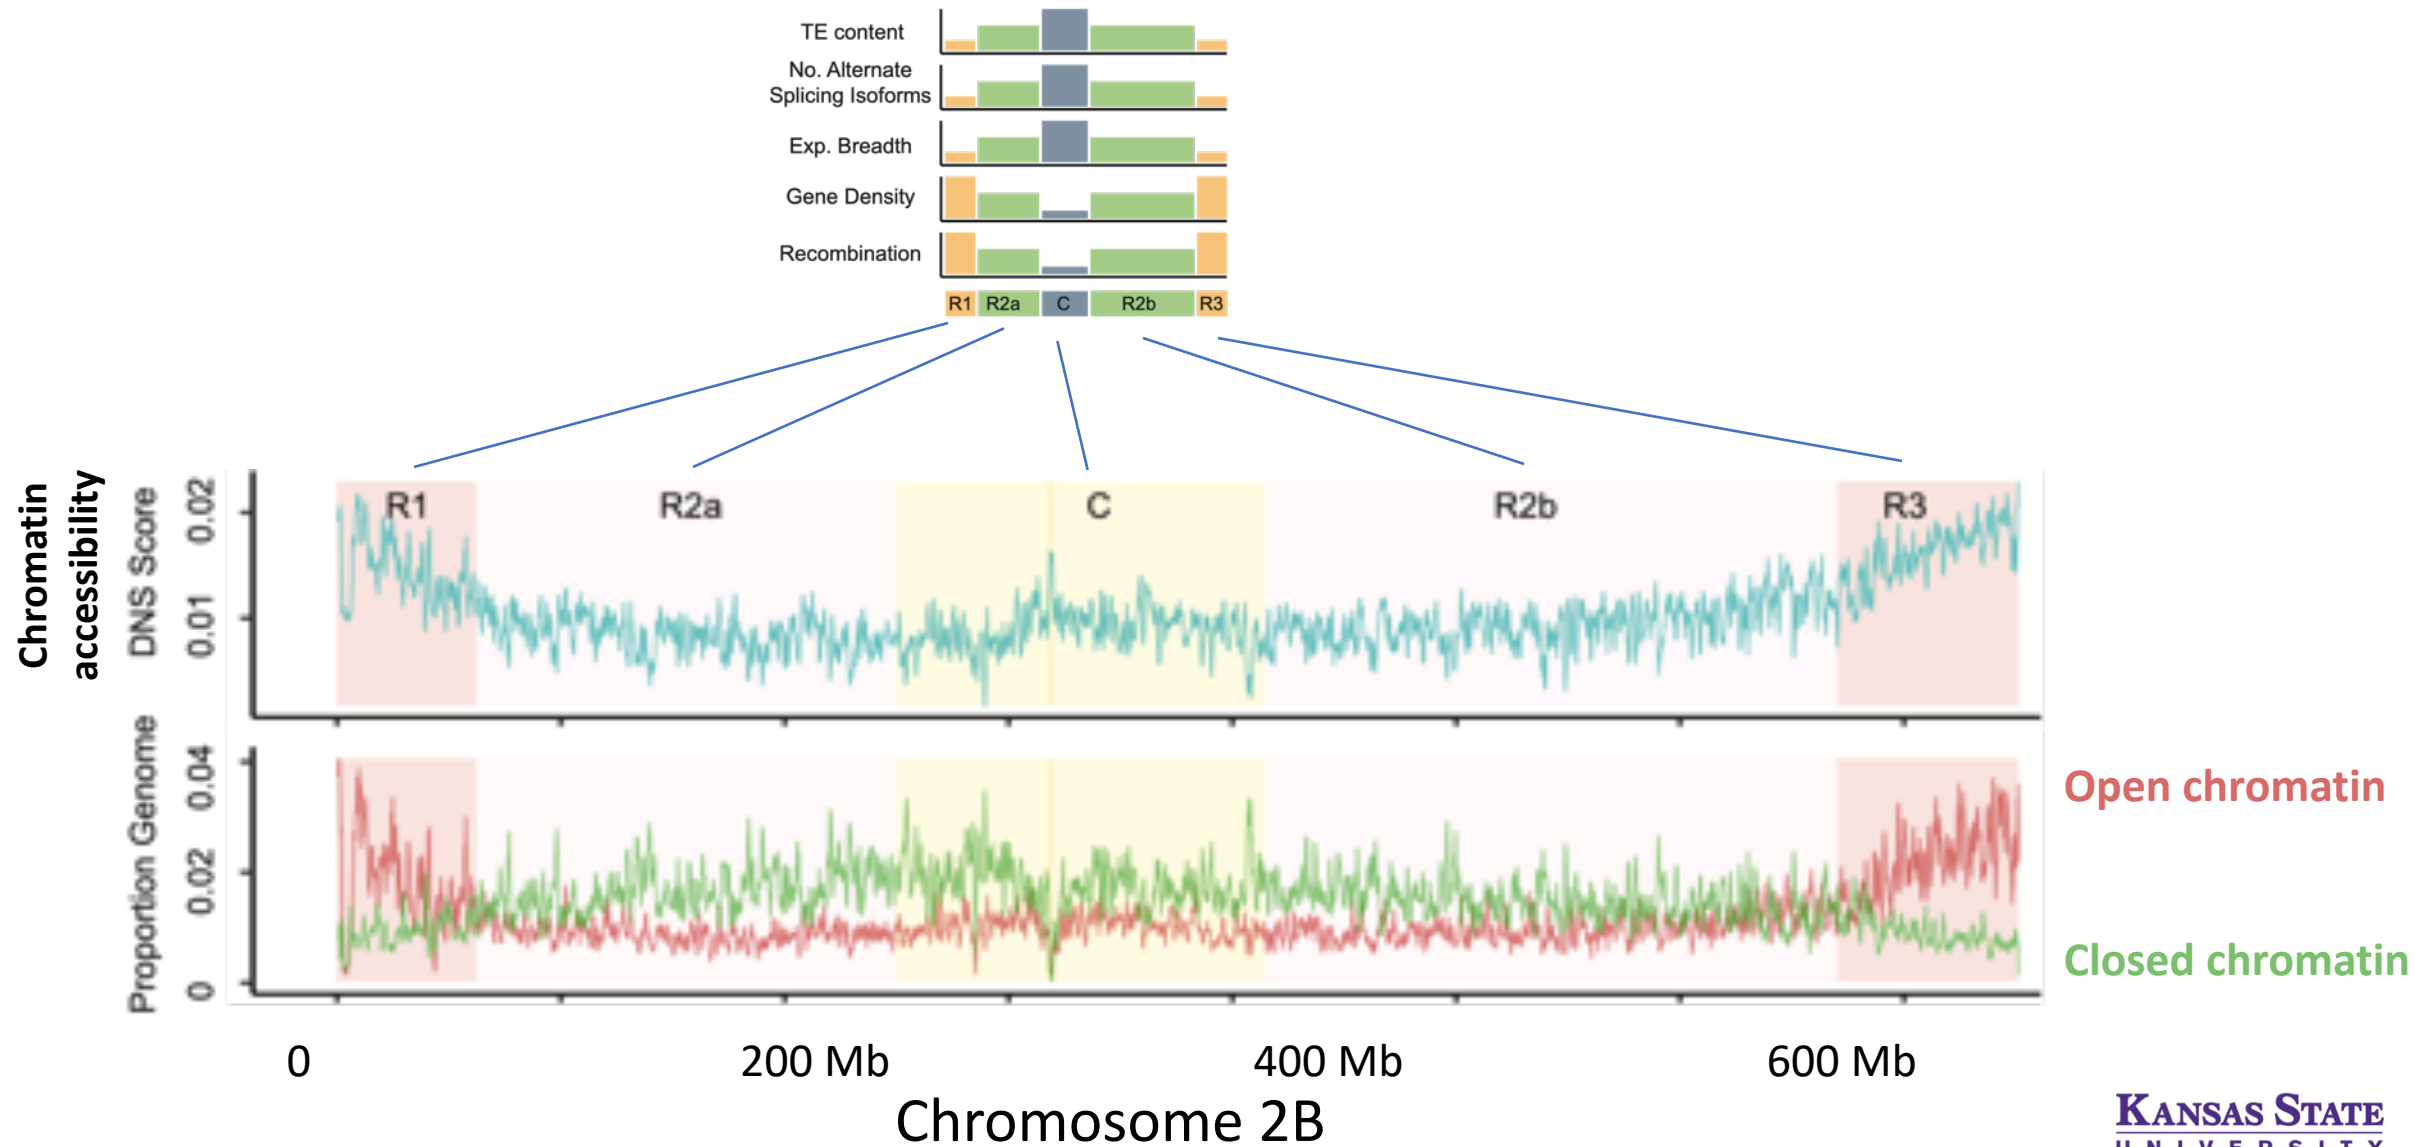 TE content
No. Alternate
Splicing Isoforms
Exp. Breadth
Gene Density
Recombination
R1 R2a C R2b R3
Chromatin
accessibility
DNS Score
0.02
0.01
R1 R2a C R2b R3
Proportion Genome
0.04
0.02
0
Open chromatin
Closed chromatin
0 200 Mb 400 Mb 600 Mb
Chromosome 2B
KANSAS STATE
UNIVERSITY